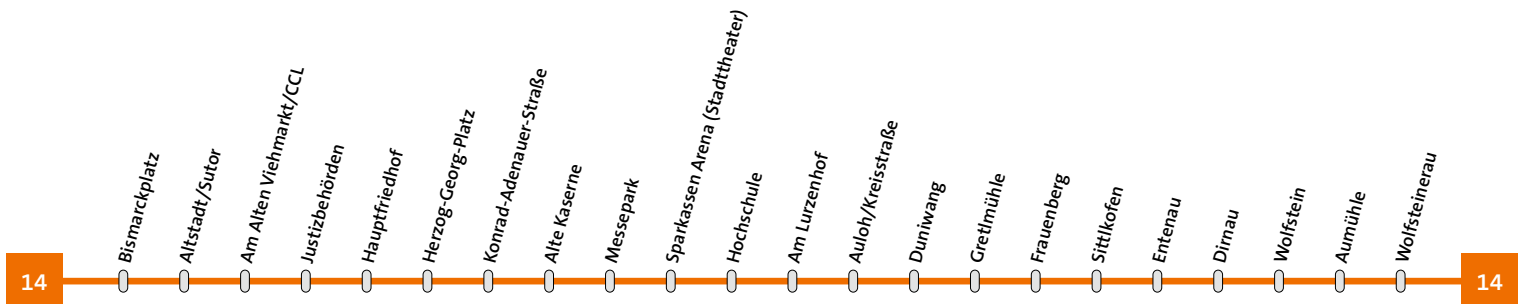 14
Bismarckplatz
Altstadt/Sutor
Am Alten Viehmarkt/CCL
Justizbehörden
Hauptfriedhof
Herzog-Georg-Platz
Konrad-Adenauer-Straße
Alte Kaserne
Messepark
Sparkassen Arena (Stadttheater)
Hochschule
Am Lurzenhof
Auloh/Kreisstraße
Duniwang
Gretlmühle
Frauenberg
Sittlkofen
Entenau
Dirnau
Wolfstein
Aumühle
Wolfsteinerau
14